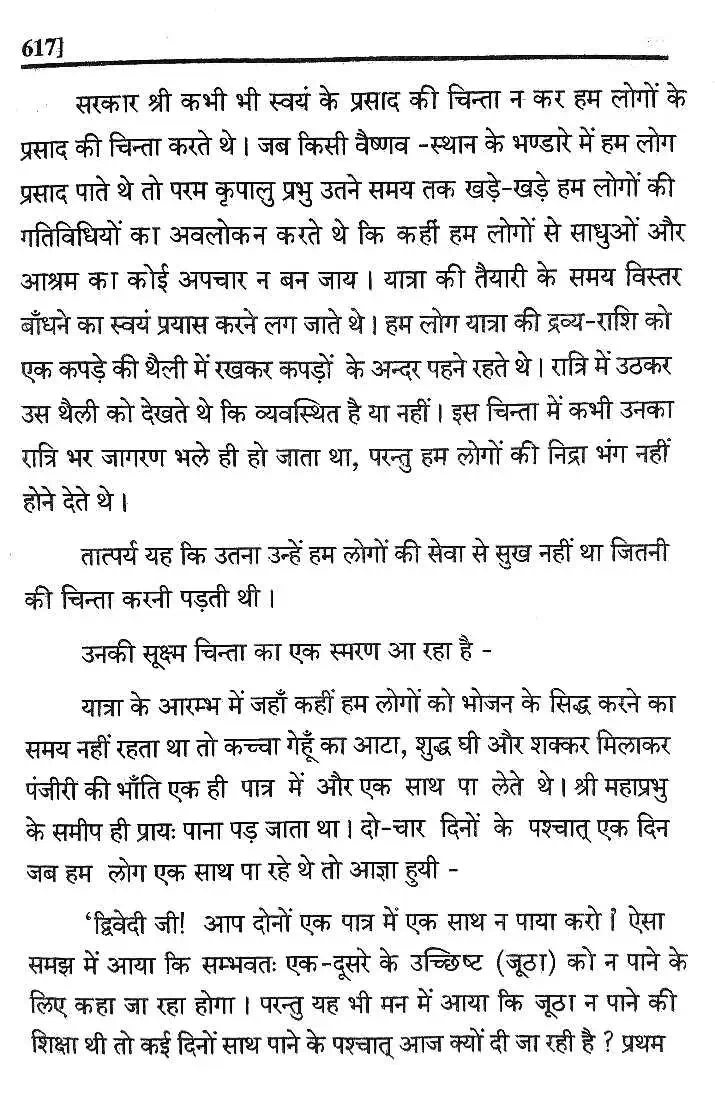 617]
सरकार श्री कभी भी स्वयं के प्रसाद की चिन्ता न कर हम लोगों के
प्रसाद की चिन्ता करते थे । जब किसी वैष्णव -स्थान के भण्डारे में हम लोग
प्रसाद पाते थे तो परम कृपालु प्रभु उतने समय तक खड़े-खड़े हम लोगों की
गतिविधियों का अवलोकन करते थे कि कहीं हम लोगों से साधुओं और
आश्रम का कोई अपचार न बन जाय । यात्रा की तैयारी के समय विस्तर
बाँधने का स्वयं प्रयास करने लग जाते थे । हम लोग यात्रा की द्रव्य-राशि को
एक कपड़े की थैली में रखकर कपड़ों के अन्दर पहने रहते थे । रात्रि में उठकर
उस थैली को देखते थे कि व्यवस्थित है या नहीं । इस चिन्ता में कभी उनका
रात्रि भर जागरण भले ही हो जाता था, परन्तु हम लोगों की निद्रा भंग नहीं
होने देते थे ।
तात्पर्य यह कि उतना उन्हें हम लोगों की सेवा से सुख नहीं था जितनी
की चिन्ता करनी पड़ती थी ।
उनकी सूक्ष्म चिन्ता का एक स्मरण आ रहा है -
यात्रा के आरम्भ में जहाँ कहीं हम लोगों को भोजन के सिद्ध करने का
समय नहीं रहता था तो कच्चा गेहूँ का आटा, शुद्ध घी और शक्कर मिलाकर
पंजीरी की भाँति एक ही पात्र में और एक साथ पा लेते थे । श्री महाप्रभु
के समीप ही प्रायः पाना पड़ जाता था । दो-चार दिनों के पश्चात् एक दिन
जब हम लोग एक साथ पा रहे थे तो आज्ञा हुयी -
‘द्विवेदी जी! आप दोनों एक पात्र में एक साथ न पाया करो । ऐसा
समझ में आया कि सम्भवतः एक-दूसरे के उच्छिष्ट (जूठा) को न पाने के
लिए कहा जा रहा होगा । परन्तु यह भी मन में आया कि जूठा न पाने की
शिक्षा थी तो कई दिनों साथ पाने के पश्चात् आज क्यों दी जा रही है ? प्रथम